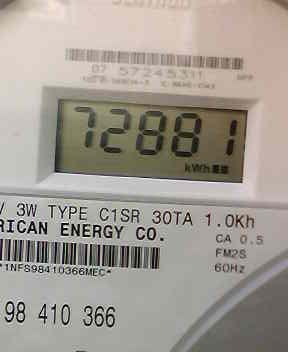 07 57245311
72881
kWh
V 3W TYPE C1SR 30TA 1.0Kh
RICAN ENERGY CO.
CA 0.5
FM2S
60Hz
*1NFS98410366MEC*
98 410 366